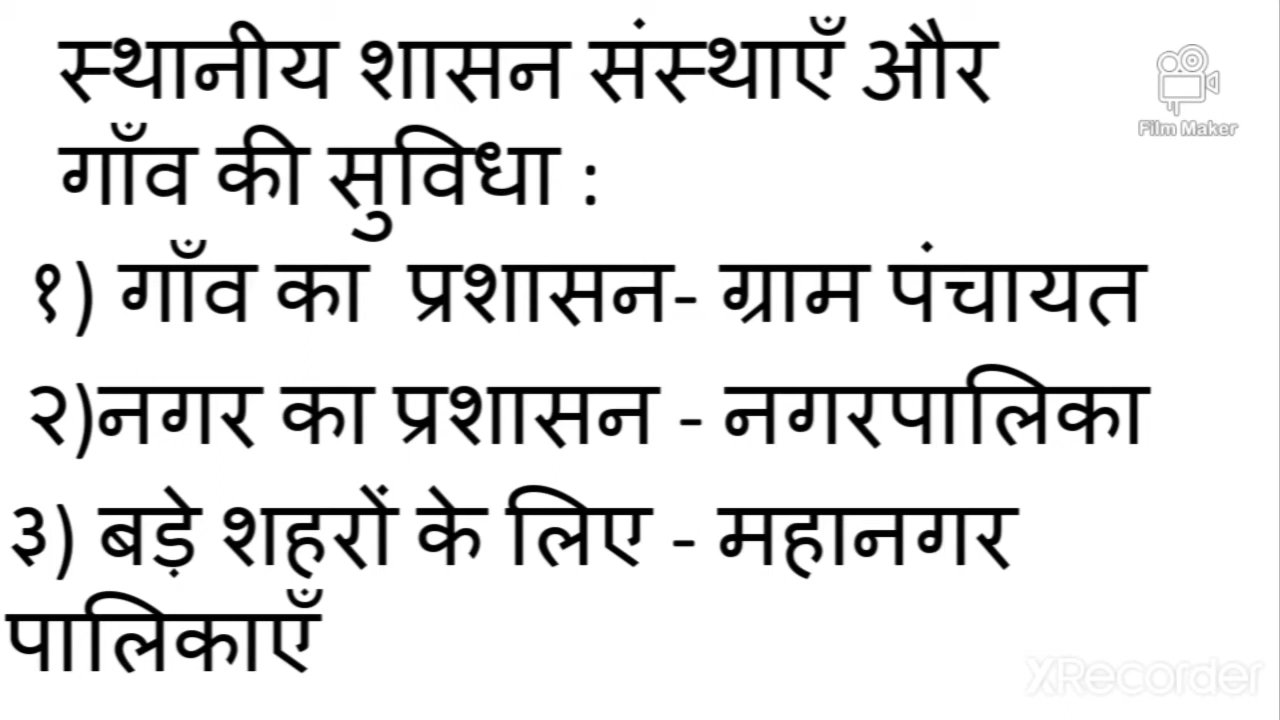 स्थानीय शासन संस्थाएँ और
गाँव की सुविधा :
१) गाँव का प्रशासन- ग्राम पंचायत
२)नगर का प्रशासन - नगरपालिका
३) बड़े शहरों के लिए - महानगर
पालिकाएँ
Film Maker
XRecorder